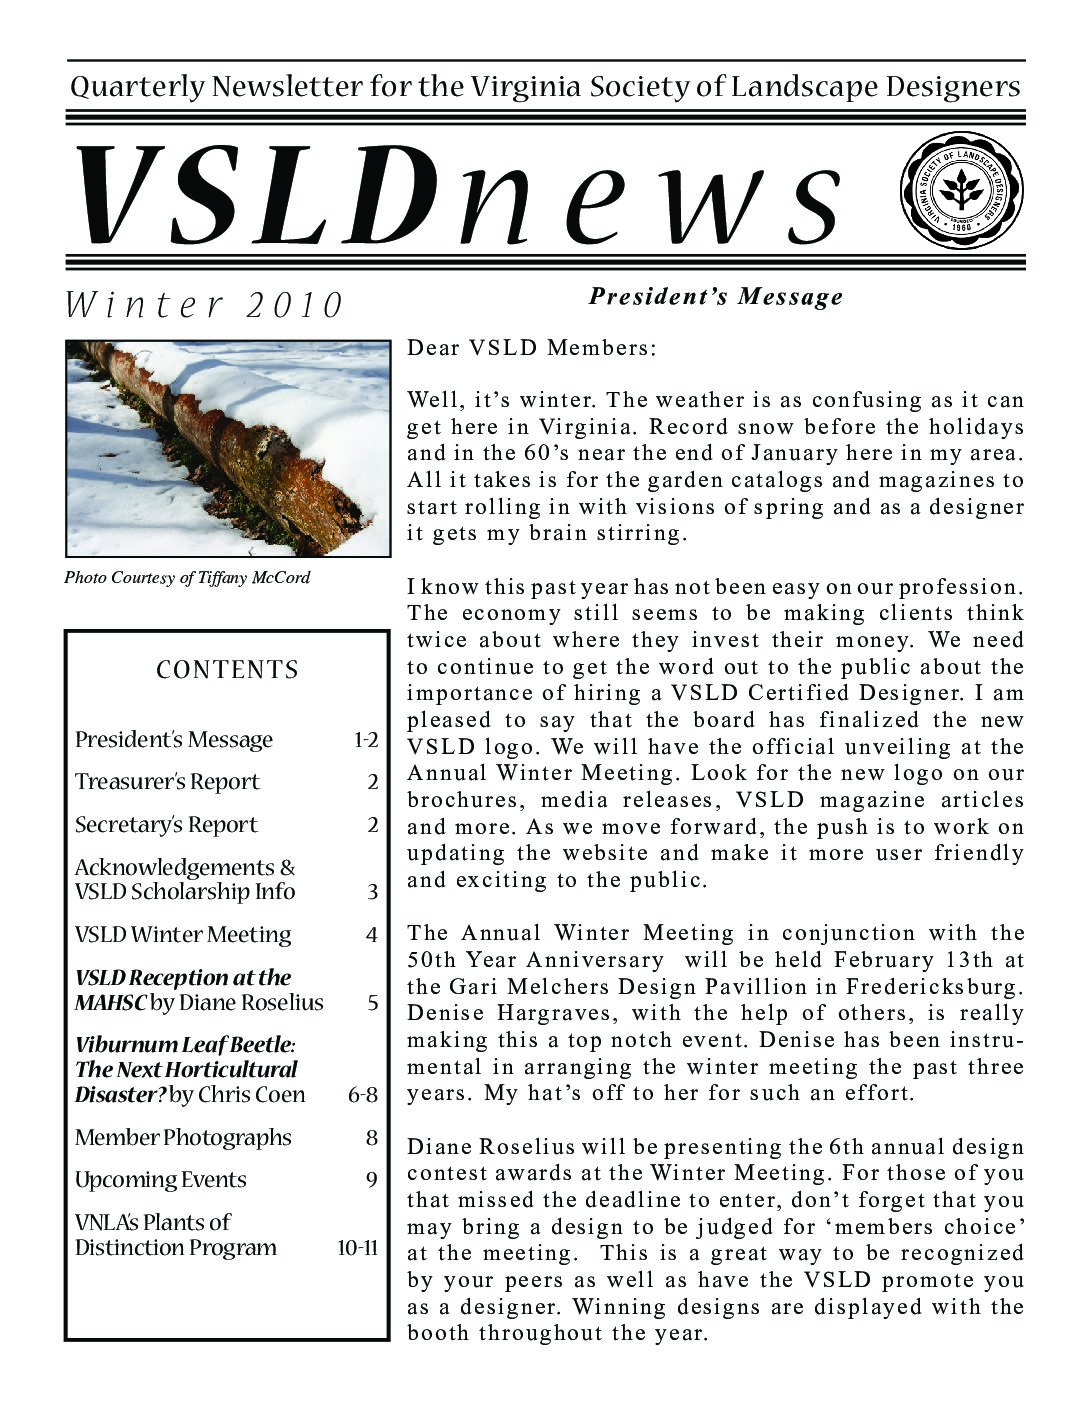 Quarterly Newsletter for the Virginia Society of Landscape Designers
VSLDnews
VIRGINIA SOCIETY OF LANDSCAPE DESIGNERS
FOUNDED
1960
Winter 2010
Photo Courtesy of Tiffany McCord
CONTENTS
President's Message 1-2
Treasurer's Report 2
Secretary's Report 2
Acknowledgements &
VSLD Scholarship Info 3
VSLD Winter Meeting 4
VSLD Reception at the
MAHSC by Diane Roselius 5
Viburnum Leaf Beetle:
The Next Horticultural
Disaster? by Chris Coen 6-8
Member Photographs 8
Upcoming Events 9
VNLA's Plants of
Distinction Program 10-11
President's Message
Dear VSLD Members:
Well, it's winter. The weather is as confusing as it can
get here in Virginia. Record snow before the holidays
and in the 60's near the end of January here in my area.
All it takes is for the garden catalogs and magazines to
start rolling in with visions of spring and as a designer
it gets my brain stirring.
I know this past year has not been easy on our profession.
The economy still seems to be making clients think
twice about where they invest their money. We need
to continue to get the word out to the public about the
importance of hiring a VSLD Certified Designer. I am
pleased to say that the board has finalized the new
VSLD logo. We will have the official unveiling at the
Annual Winter Meeting. Look for the new logo on our
brochures, media releases, VSLD magazine articles
and more. As we move forward, the push is to work on
updating the website and make it more user friendly
and exciting to the public.
The Annual Winter Meeting in conjunction with the
50th Year Anniversary will be held February 13th at
the Gari Melchers Design Pavillion in Fredericksburg.
Denise Hargraves, with the help of others, is really
making this a top notch event. Denise has been instru-
mental in arranging the winter meeting the past three
years. My hat's off to her for such an effort.
Diane Roselius will be presenting the 6th annual design
contest awards at the Winter Meeting. For those of you
that missed the deadline to enter, don't forget that you
may bring a design to be judged for 'members choice'
at the meeting. This is a great way to be recognized
by your peers as well as have the VSLD promote you
as a designer. Winning designs are displayed with the
booth throughout the year.